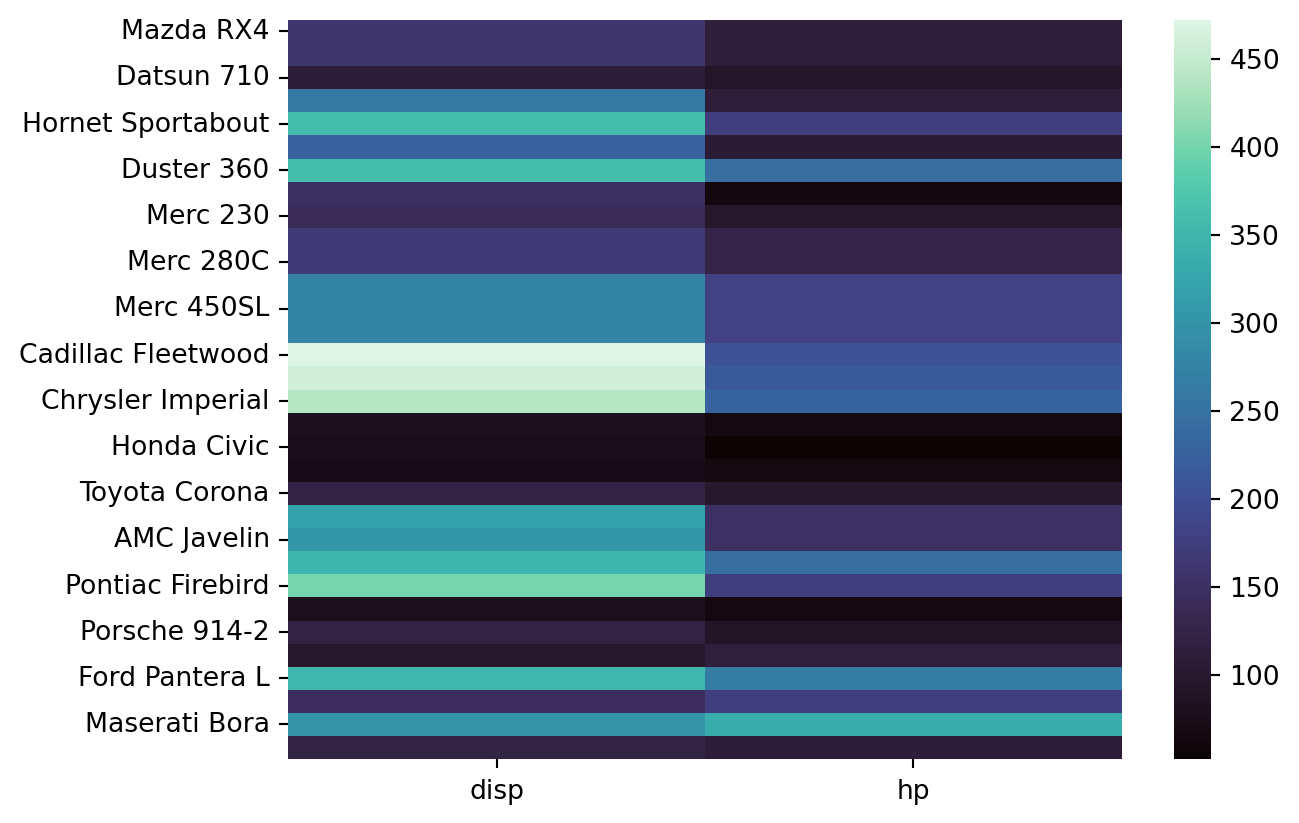 Mazda RX4
Datsun 710
Hornet Sportabout
Duster 360
Merc 230
Merc 280C
Merc 450SL
Cadillac Fleetwood
Chrysler Imperial
Honda Civic
Toyota Corona
AMC Javelin
Pontiac Firebird
Porsche 914-2
Ford Pantera L
Maserati Bora
disp
hp
450
400
350
300
250
200
150
100